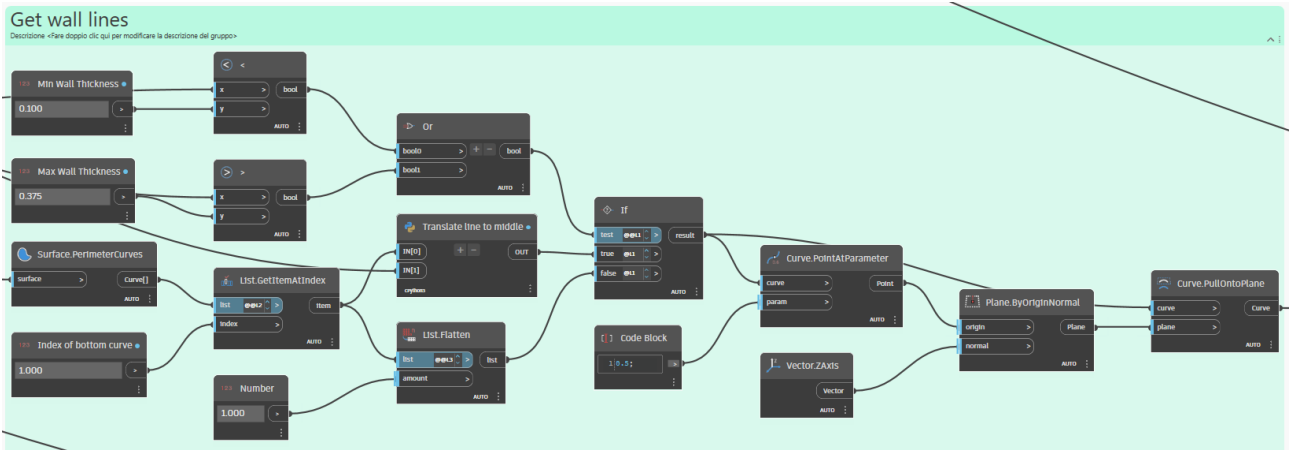 Get wall lines
Descrizione <Fare doppio clic qui per modificare la descrizione del gruppo>
123 Min Wall Thickness
0.100 >
< <
x > bool
y >
AUTO
Or
bool0 > + - bool
bool1 >
AUTO
123 Max Wall Thickness
0.375 >
> >
x > bool
y >
AUTO
If
test @@L1 > result
true @L1 >
false @L1 >
AUTO
Translate line to middle
IN[0] + - OUT
IN[1]
CPython
Surface.PerimeterCurves
surface > Curve[]
AUTO
List.GetItemAtIndex
list @@L2 > item
index >
AUTO
Curve.PointAtParameter
curve > Point
param >
AUTO
Curve.PullOntoPlane
curve > Curve
plane >
AUTO
Plane.ByOriginNormal
origin > Plane
normal >
AUTO
List.Flatten
list @@L3 > list
amount >
AUTO
Code Block
1 0.5; >
123 Index of bottom curve
1.000 >
Vector.ZAxis
Vector
AUTO
123 Number
1.000 >